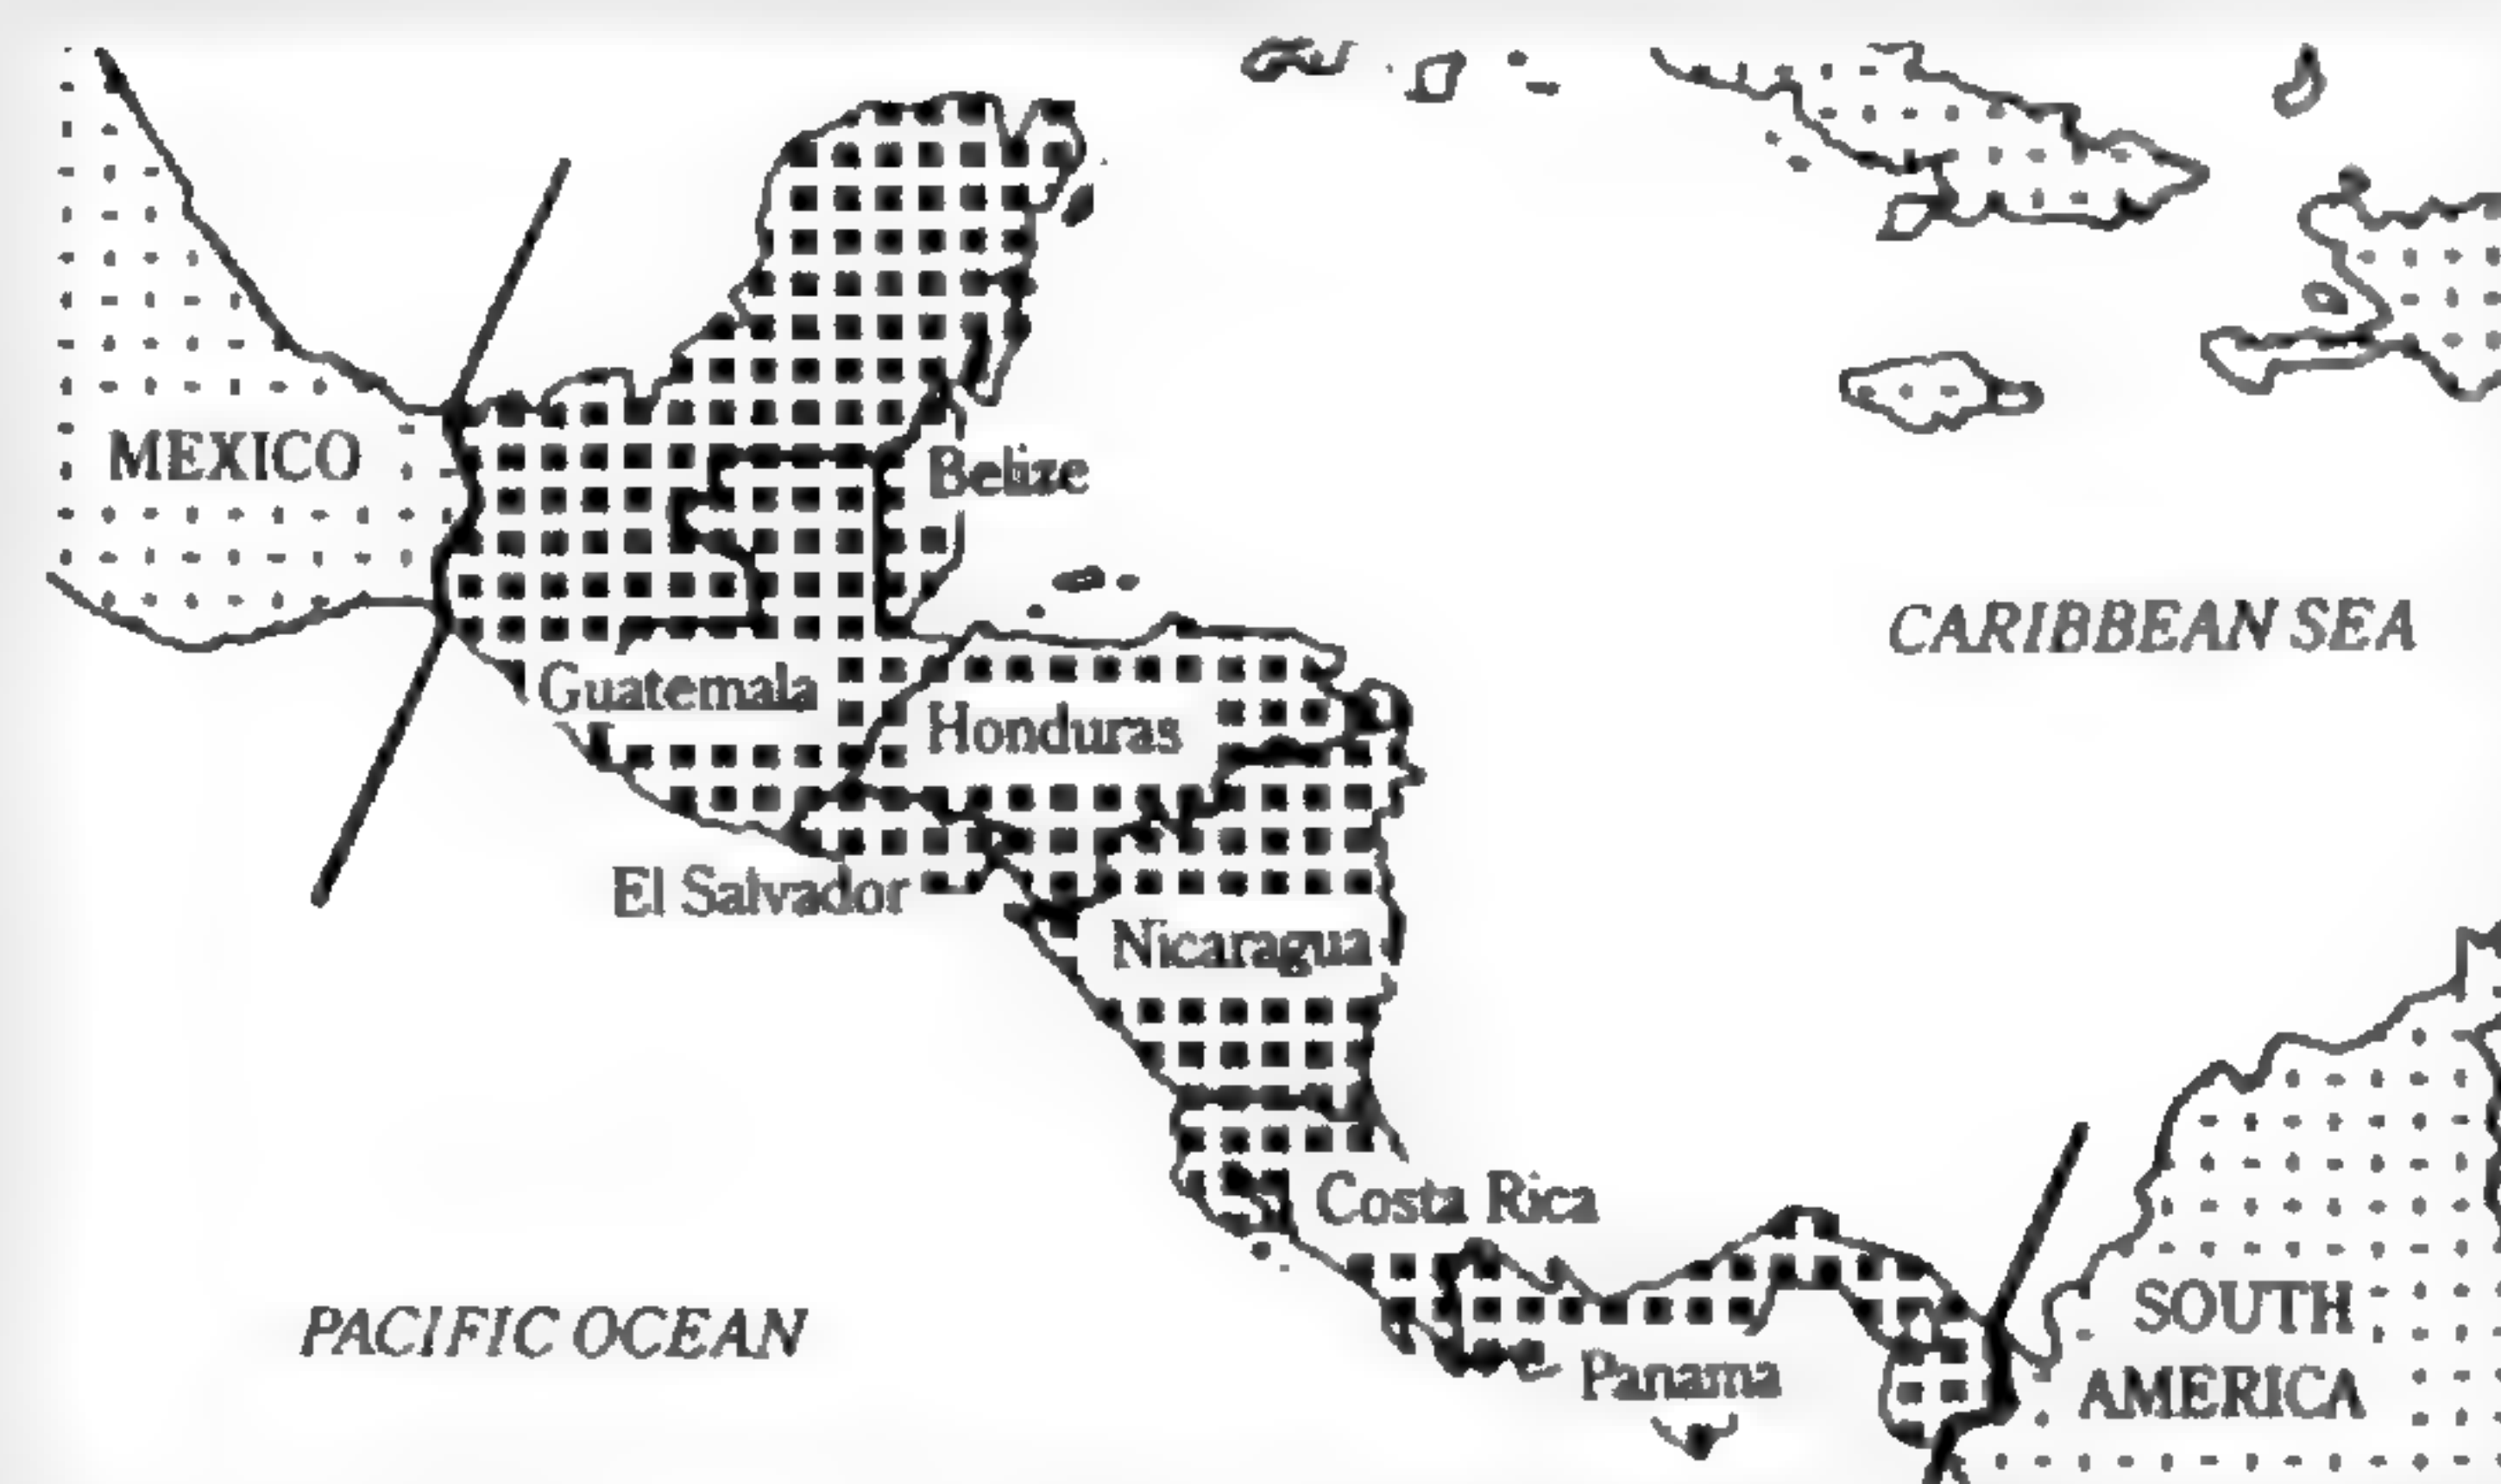 MEXICO
Belize
CARIBBEAN SEA
Guatemala
Honduras
El Salvador
Nicaragua
Costa Rica
PACIFIC OCEAN
Panama
SOUTH
AMERICA